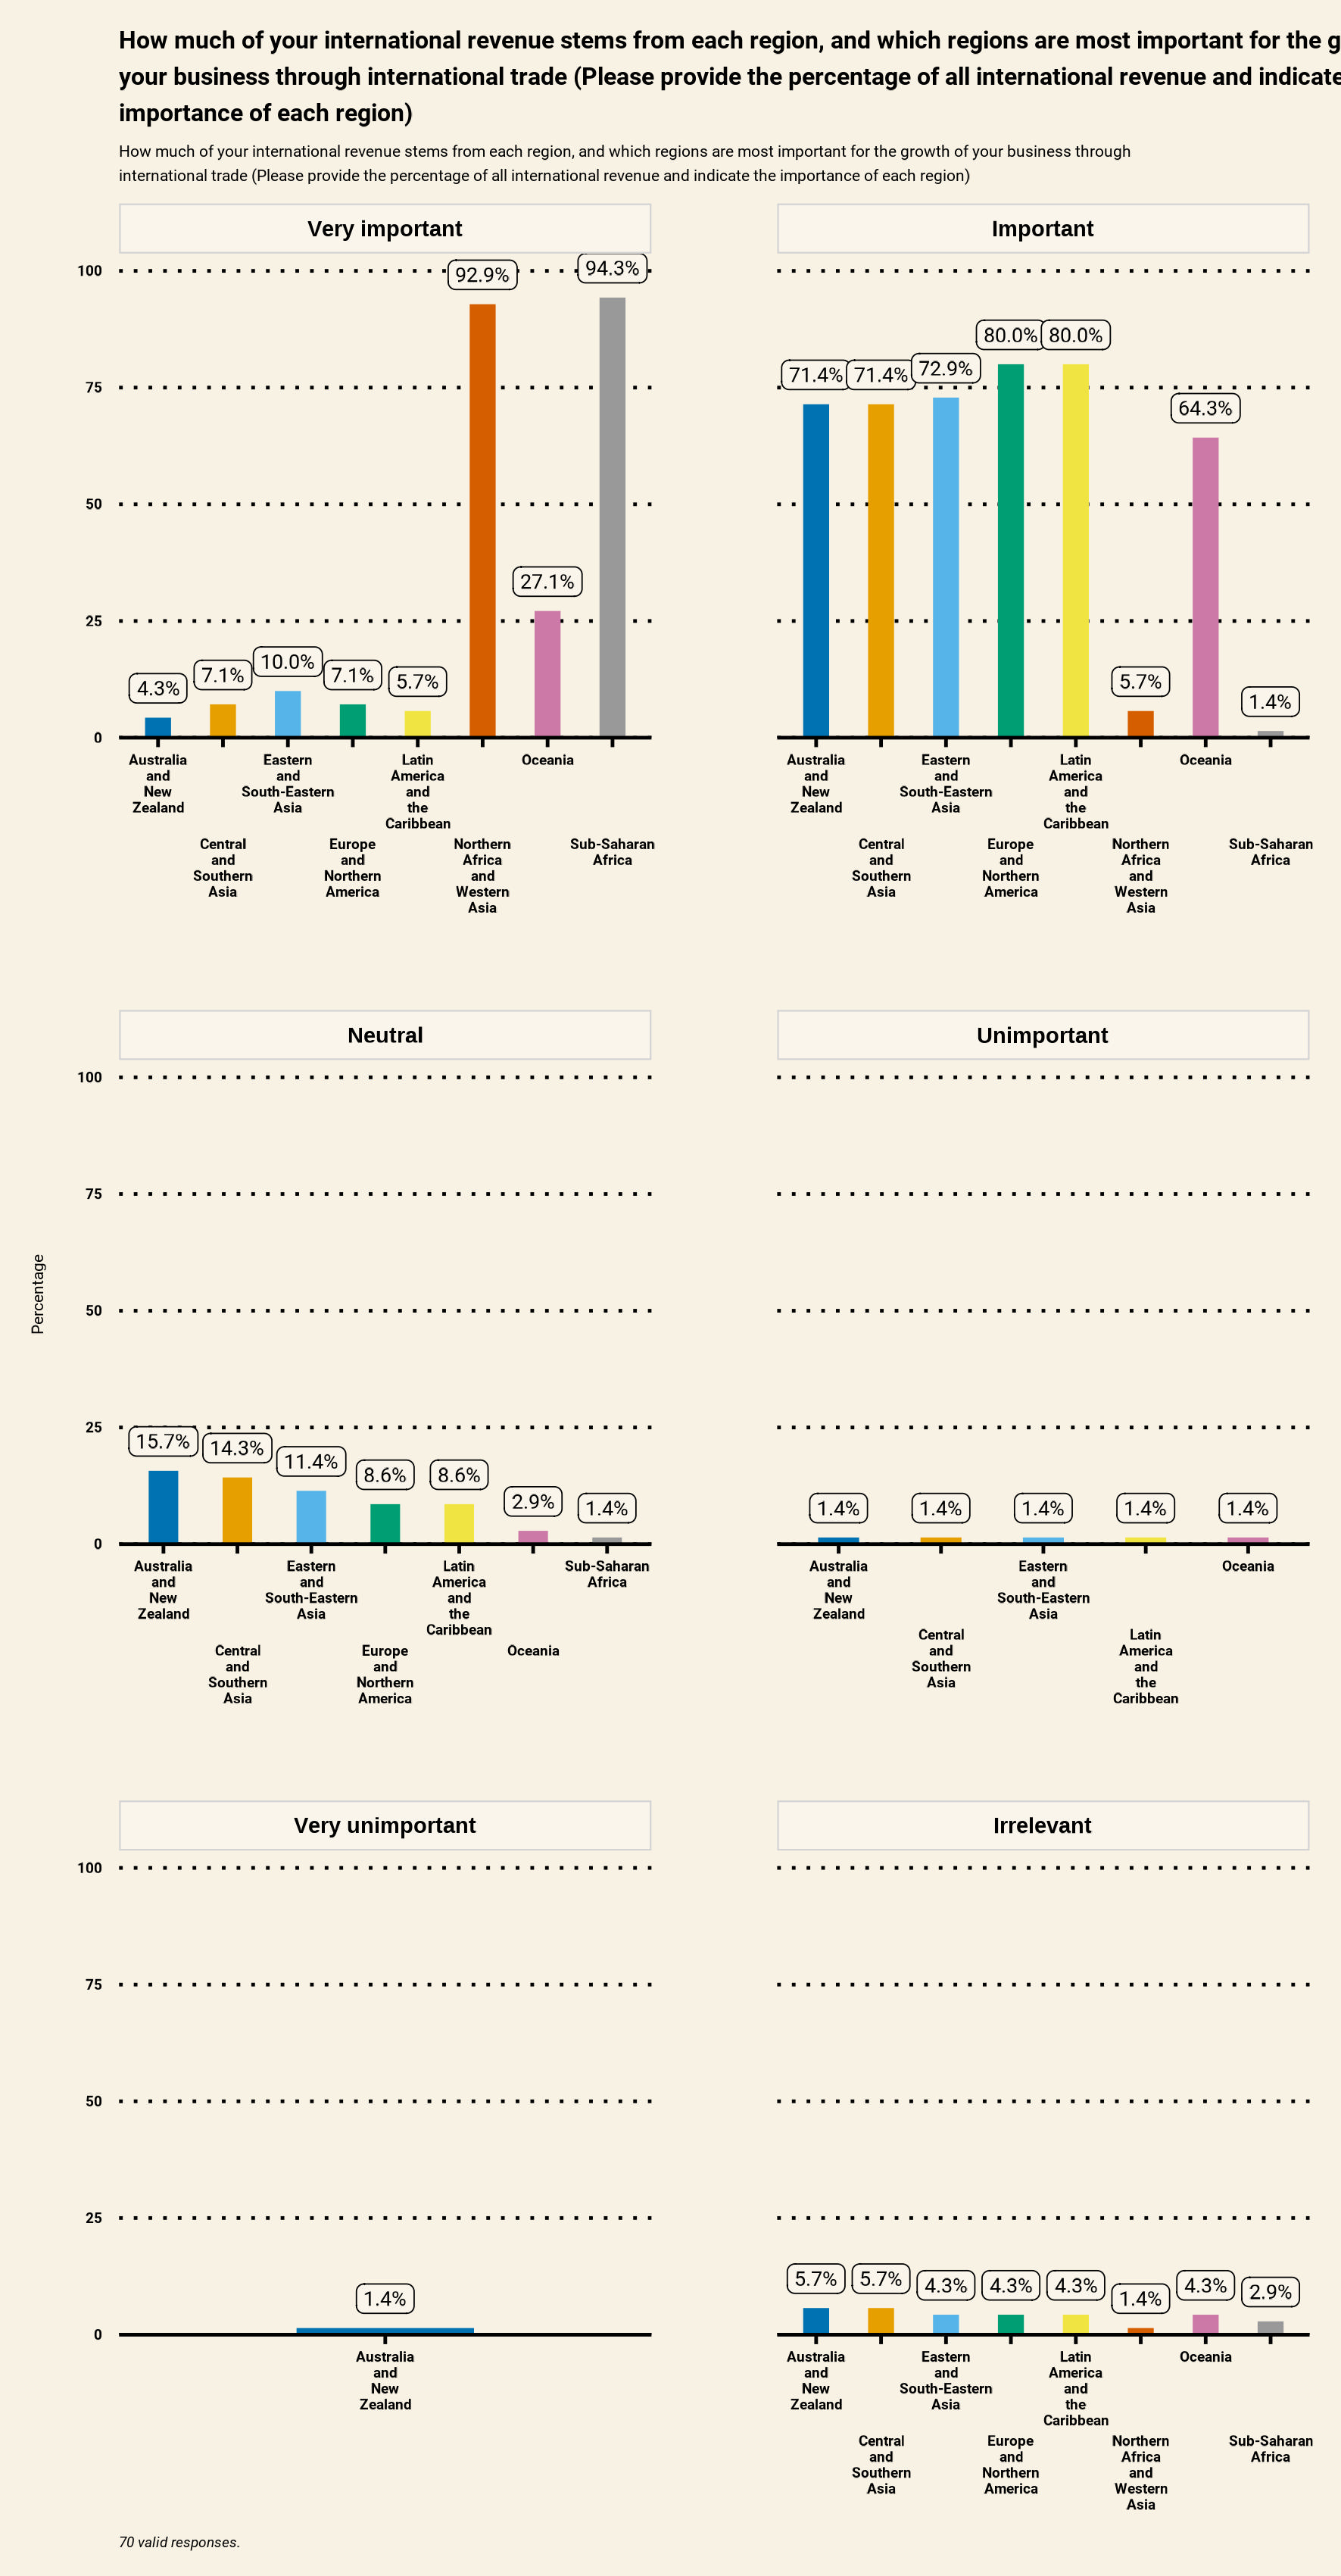 How much of your international revenue stems from each region, and which regions are most important for the g
your business through international trade (Please provide the percentage of all international revenue and indicate
importance of each region)
How much of your international revenue stems from each region, and which regions are most important for the growth of your business through
international trade (Please provide the percentage of all international revenue and indicate the importance of each region)
Very important
100
75
50
25
0
4.3%
7.1%
10.0%
7.1%
5.7%
92.9%
27.1%
94.3%
Australia
and
New
Zealand
Central
and
Southern
Asia
Eastern
and
South-Eastern
Asia
Europe
and
Northern
America
Latin
America
and
the
Caribbean
Northern
Africa
and
Western
Asia
Oceania
Sub-Saharan
Africa
Important
71.4%
71.4%
72.9%
80.0%
80.0%
5.7%
64.3%
1.4%
Australia
and
New
Zealand
Central
and
Southern
Asia
Eastern
and
South-Eastern
Asia
Europe
and
Northern
America
Latin
America
and
the
Caribbean
Northern
Africa
and
Western
Asia
Oceania
Sub-Saharan
Africa
Percentage
Neutral
100
75
50
25
0
15.7%
14.3%
11.4%
8.6%
8.6%
2.9%
1.4%
Australia
and
New
Zealand
Central
and
Southern
Asia
Eastern
and
South-Eastern
Asia
Europe
and
Northern
America
Latin
America
and
the
Caribbean
Oceania
Sub-Saharan
Africa
Unimportant
1.4%
1.4%
1.4%
1.4%
1.4%
Australia
and
New
Zealand
Central
and
Southern
Asia
Eastern
and
South-Eastern
Asia
Latin
America
and
the
Caribbean
Oceania
Very unimportant
100
75
50
25
0
1.4%
Australia
and
New
Zealand
Irrelevant
5.7%
5.7%
4.3%
4.3%
4.3%
1.4%
4.3%
2.9%
Australia
and
New
Zealand
Central
and
Southern
Asia
Eastern
and
South-Eastern
Asia
Europe
and
Northern
America
Latin
America
and
the
Caribbean
Northern
Africa
and
Western
Asia
Oceania
Sub-Saharan
Africa
70 valid responses.